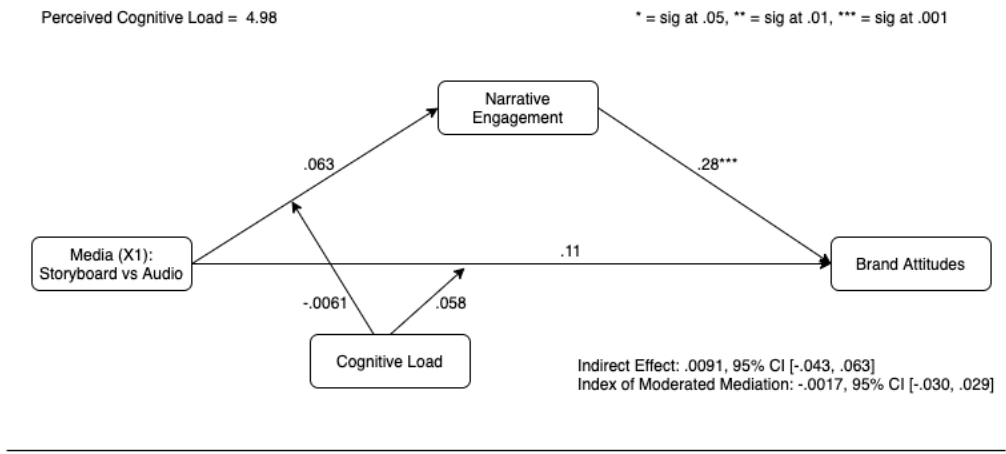 Perceived Cognitive Load = 4.98
* = sig at .05, ** = sig at .01, *** = sig at .001
Narrative
Engagement
.063
.28***
Media (X1):
Storyboard vs Audio
.11
Brand Attitudes
-.0061
.058
Cognitive Load
Indirect Effect: .0091, 95% CI [-.043, .063]
Index of Moderated Mediation: -.0017, 95% CI [-.030, .029]